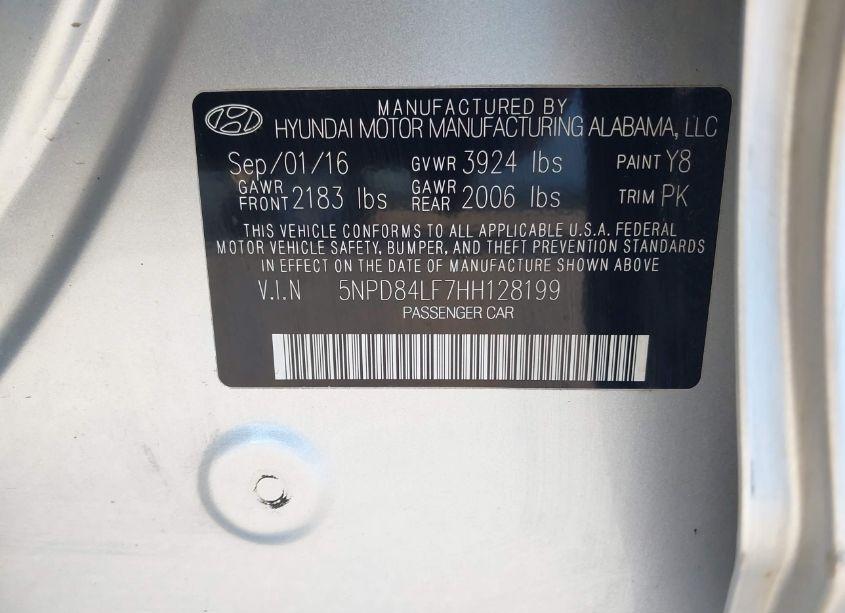 MANUFACTURED BY
HYUNDAI MOTOR MANUFACTURING ALABAMA, LLC
Sep/01/16 GVWR 3924 lbs PAINT Y8
GAWR FRONT 2183 lbs GAWR REAR 2006 lbs TRIM PK
THIS VEHICLE CONFORMS TO ALL APPLICABLE U.S.A. FEDERAL
MOTOR VEHICLE SAFETY, BUMPER, AND THEFT PREVENTION STANDARDS
IN EFFECT ON THE DATE OF MANUFACTURE SHOWN ABOVE
V.I.N 5NPD84LF7HH128199
PASSENGER CAR